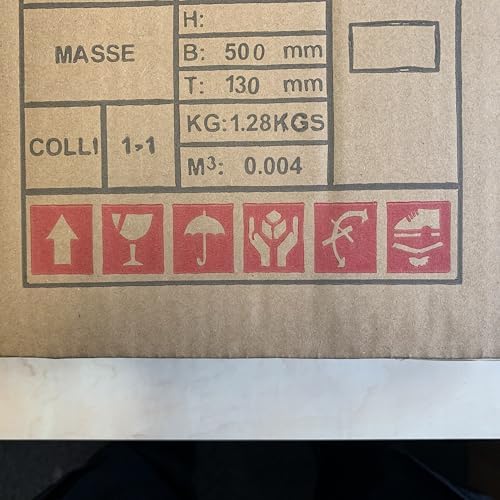 H:
MASSE
B: 500 mm
T: 130 mm
COLLI
1>1
KG:1.28KGS
M³: 0.004